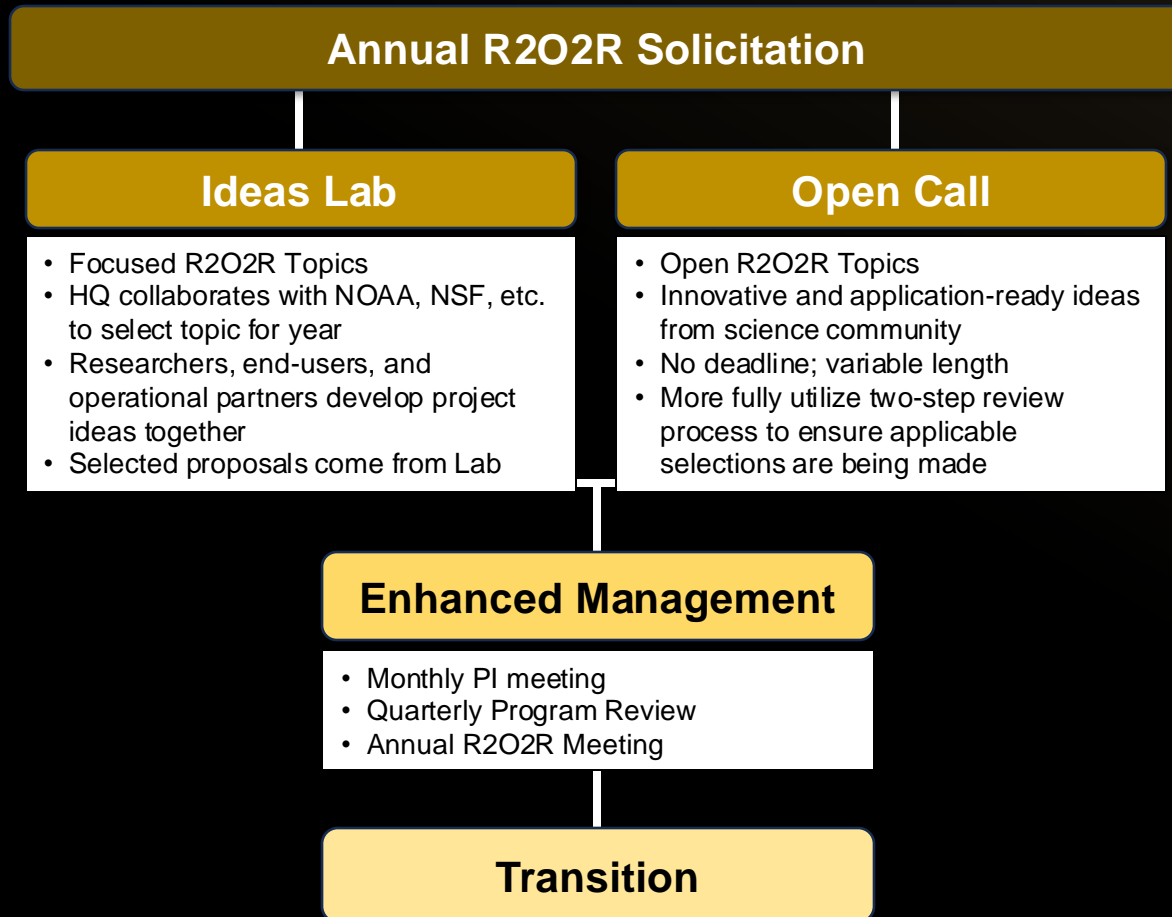 Annual R2O2R Solicitation
Ideas Lab
• Focused R2O2R Topics
• HQ collaborates with NOAA, NSF, etc.
to select topic for year
• Researchers, end-users, and
operational partners develop project
ideas together
• Selected proposals come from Lab
Open Call
• Open R2O2R Topics
• Innovative and application-ready ideas
from science community
• No deadline; variable length
• More fully utilize two-step review
process to ensure applicable
selections are being made
Enhanced Management
• Monthly PI meeting
• Quarterly Program Review
• Annual R2O2R Meeting
Transition